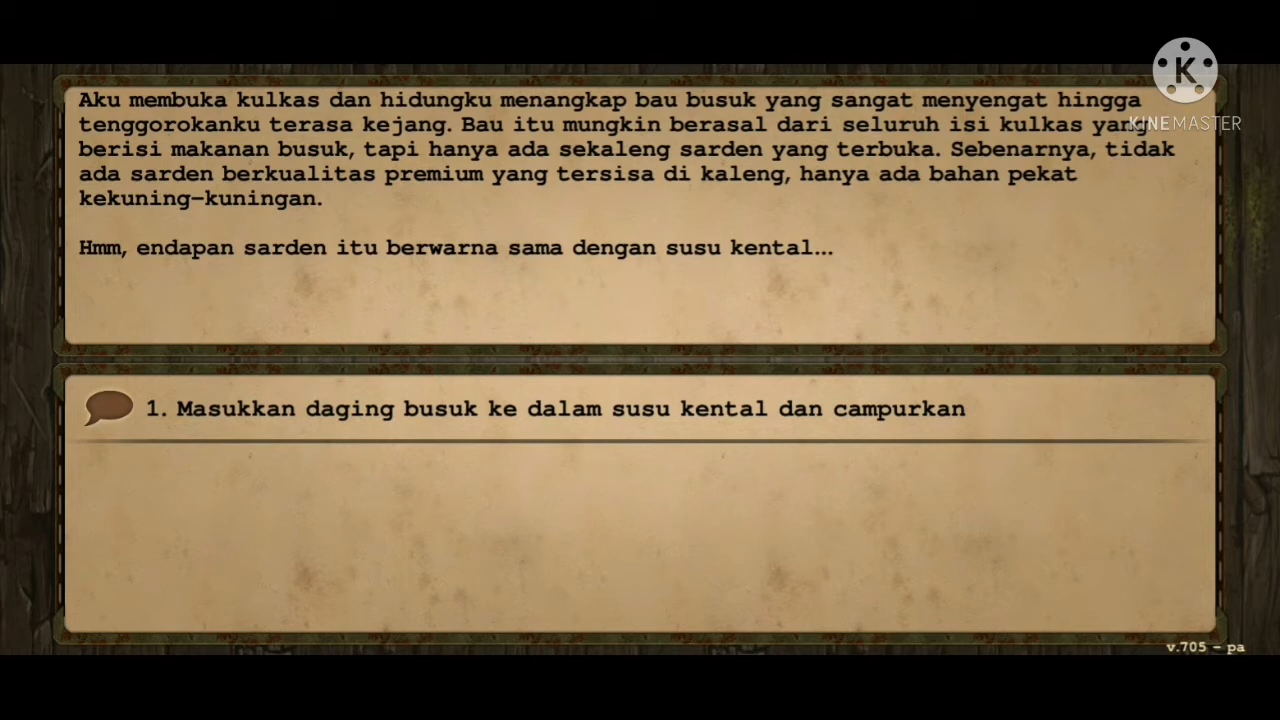 Aku membuka kulkas dan hidungku menangkap bau busuk yang sangat menyengat hingga
tenggorokanku terasa kejang. Bau itu mungkin berasal dari seluruh isi kulkas yang
berisi makanan busuk, tapi hanya ada sekaleng sarden yang terbuka. Sebenarnya, tidak
ada sarden berkualitas premium yang tersisa di kaleng, hanya ada bahan pekat
kekuning-kuningan.
Hmm, endapan sarden itu berwarna sama dengan susu kental...
1. Masukkan daging busuk ke dalam susu kental dan campurkan
K
KINEMASTER
v.705 - pa